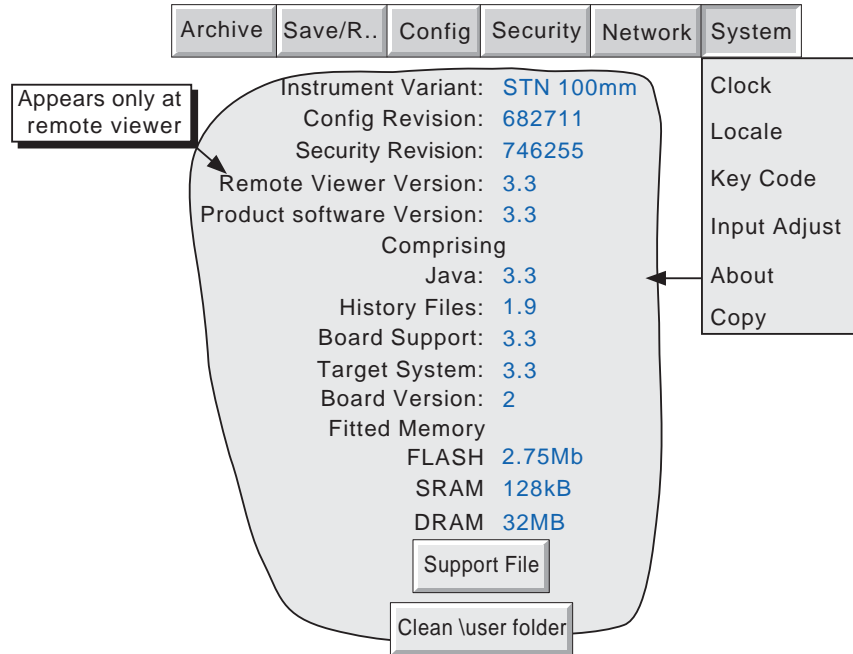 Archive Save/R.. Config Security Network System
Clock
Locale
Key Code
Input Adjust
About
Copy
Appears only at
remote viewer
Instrument Variant: STN 100mm
Config Revision: 682711
Security Revision: 746255
Remote Viewer Version: 3.3
Product software Version: 3.3
Comprising
Java: 3.3
History Files: 1.9
Board Support: 3.3
Target System: 3.3
Board Version: 2
Fitted Memory
FLASH 2.75Mb
SRAM 128kB
DRAM 32MB
Support File
Clean \user folder